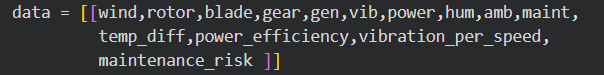 data = [[wind,rotor,blade,gear,gen,vib,power,hum,amb,maint,
temp_diff,power_efficiency,vibration_per_speed,
maintenance_risk ]]